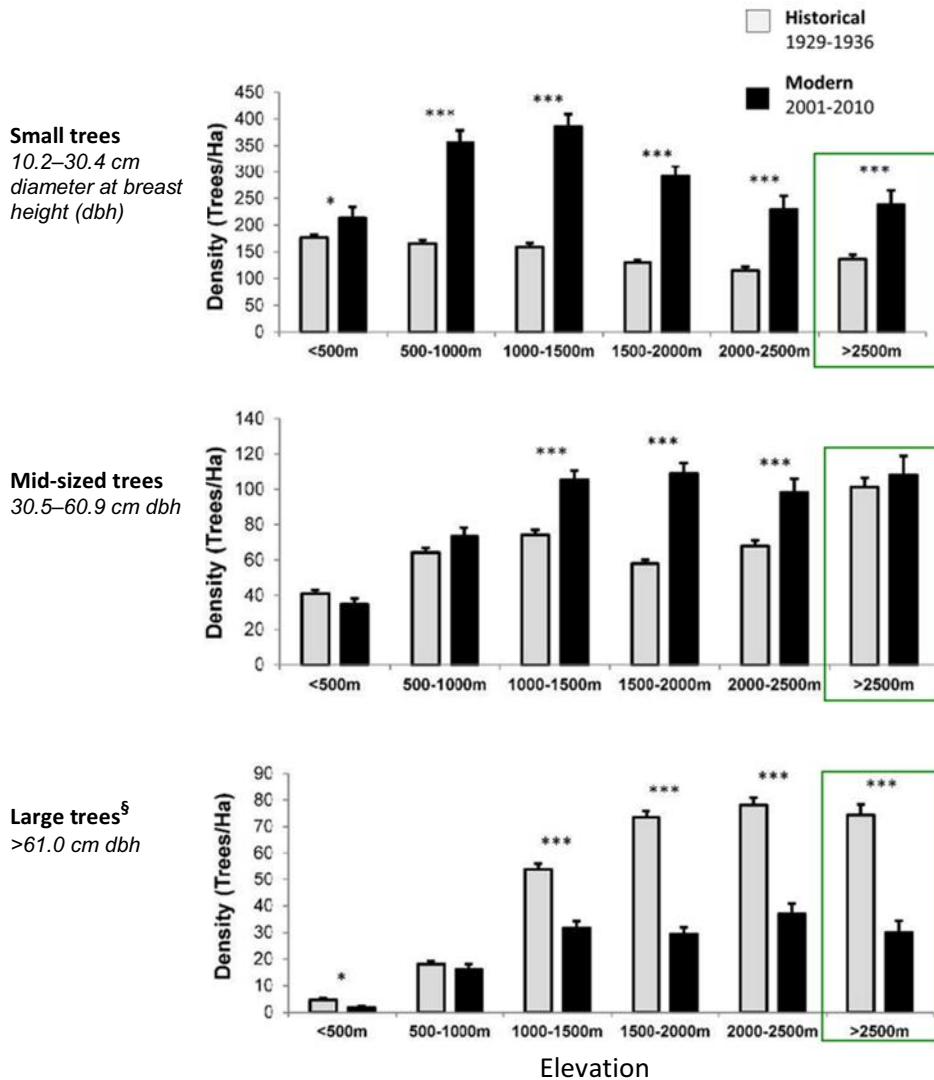 Historical
1929-1936
Modern
2001-2010
Small trees
10.2–30.4 cm
diameter at breast
height (dbh)
Density (Trees/Ha)
450
400
350
300
250
200
150
100
50
0
*
***
***
***
***
***
<500m
500-1000m
1000-1500m
1500-2000m
2000-2500m
>2500m
Mid-sized trees
30.5–60.9 cm dbh
Density (Trees/Ha)
140
120
100
80
60
40
20
0
***
***
***
<500m
500-1000m
1000-1500m
1500-2000m
2000-2500m
>2500m
Large trees§
>61.0 cm dbh
Density (Trees/Ha)
90
80
70
60
50
40
30
20
10
0
*
***
***
***
***
<500m
500-1000m
1000-1500m
1500-2000m
2000-2500m
>2500m
Elevation